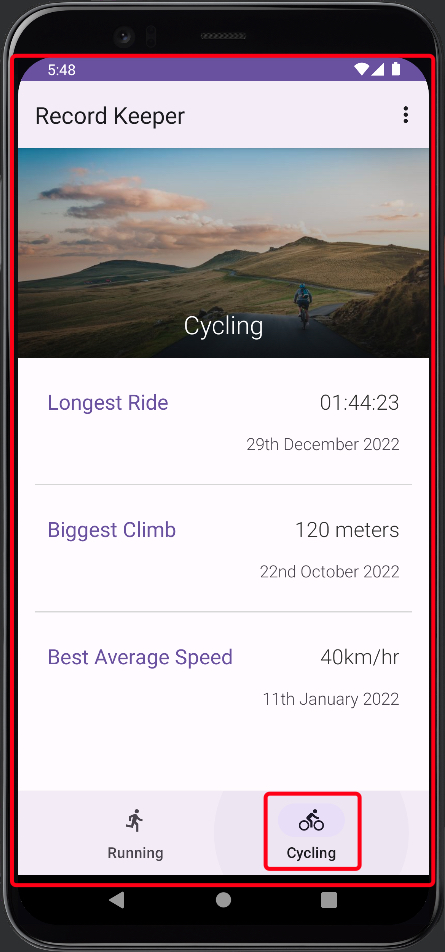 5:48
Record Keeper
Cycling
Longest Ride 01:44:23
29th December 2022
Biggest Climb 120 meters
22nd October 2022
Best Average Speed 40km/hr
11th January 2022
Running Cycling